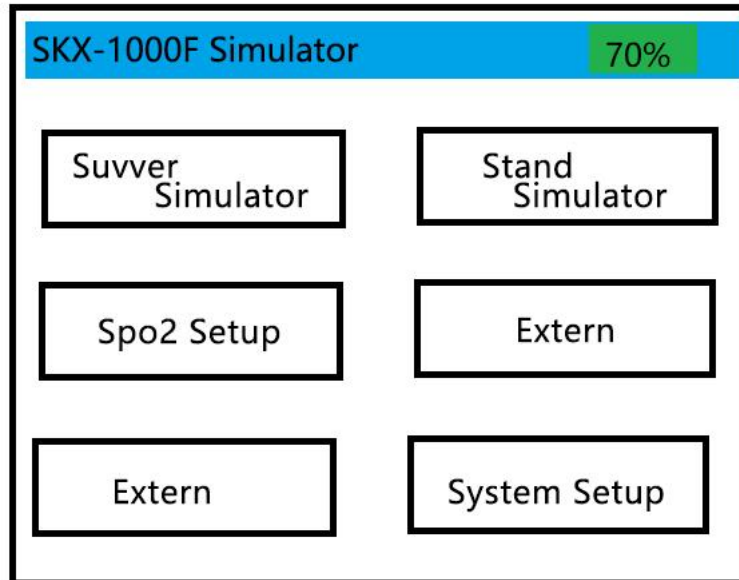 SKX-1000F Simulator 70%
Suvver
Simulator
Stand
Simulator
Spo2 Setup
Extern
Extern
System Setup